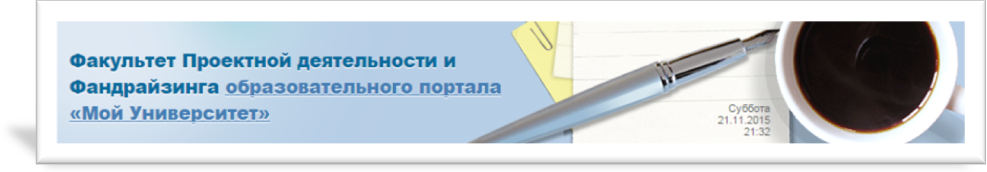 Факультет Проектной деятельности и
Фандрайзинга образовательного портала
«Мой Университет»
Суббота
21.11.2015
21:32